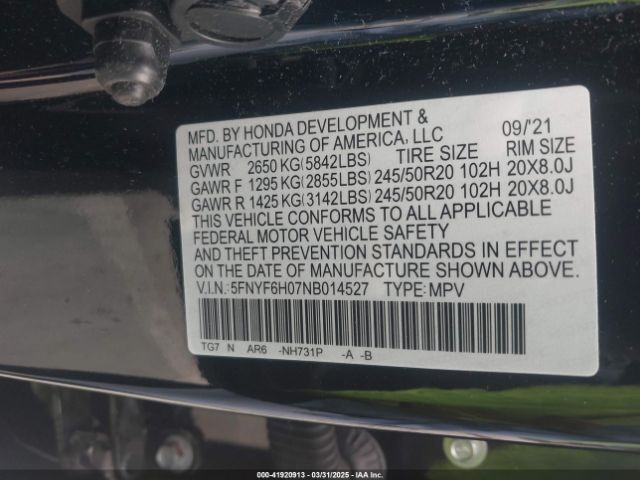 MFD. BY HONDA DEVELOPMENT &
MANUFACTURING OF AMERICA, LLC 09/'21
GVWR 2650 KG(5842LBS) TIRE SIZE RIM SIZE
GAWR F 1295 KG(2855LBS) 245/50R20 102H 20X8.0J
GAWR R 1425 KG(3142LBS) 245/50R20 102H 20X8.0J
THIS VEHICLE CONFORMS TO ALL APPLICABLE
FEDERAL MOTOR VEHICLE SAFETY
AND THEFT PREVENTION STANDARDS IN EFFECT
ON THE DATE OF MANUFACTURE SHOWN ABOVE.
V.I.N.:5FNYF6H07NB014527 TYPE:MPV
TG7 N AR6 -NH731P -A -B
000-41920913 - 03/31/2025 - IAA Inc.